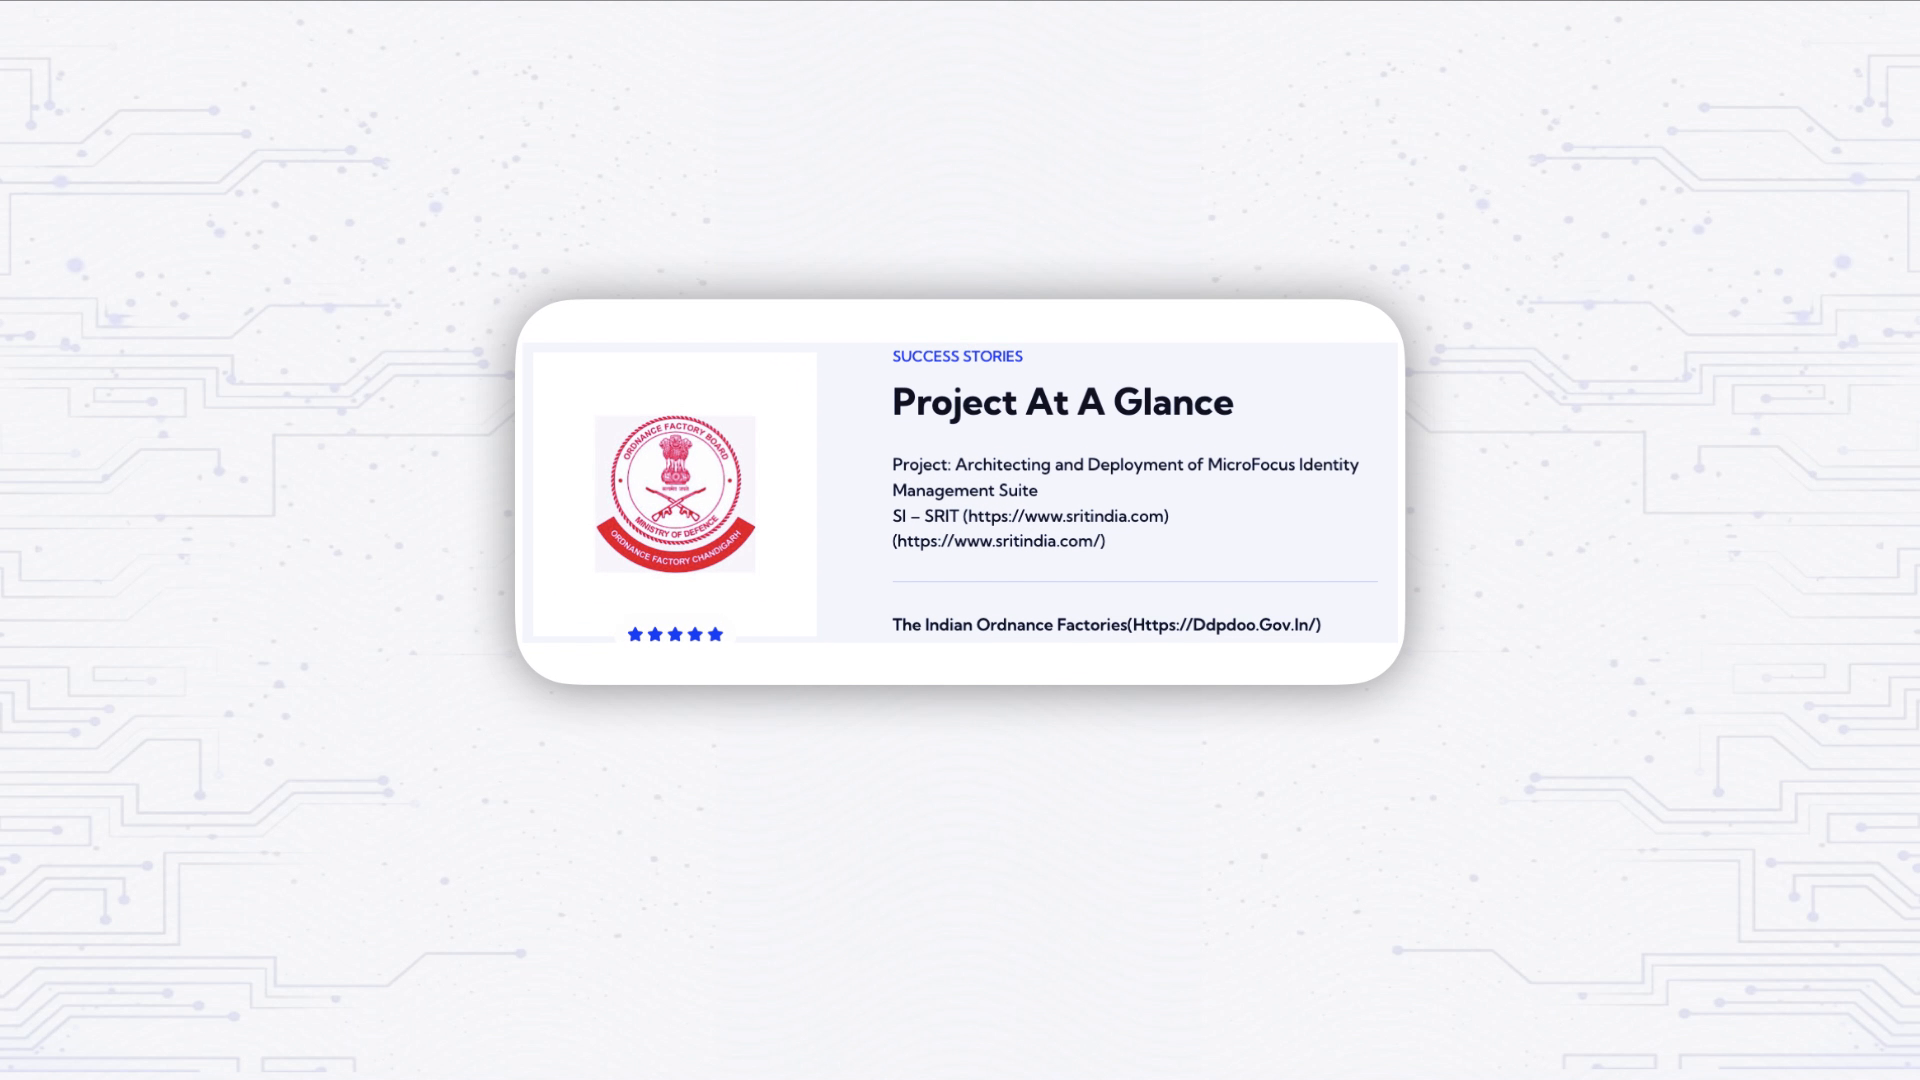 ORDNANCE FACTORY BOARD
MINISTRY OF DEFENCE
ORDNANCE FACTORY CHANDIGARH
SUCCESS STORIES
Project At A Glance
Project: Architecting and Deployment of MicroFocus Identity
Management Suite
SI – SRIT (https://www.sritindia.com)
(https://www.sritindia.com/)
The Indian Ordnance Factories(Https://Ddpdoo.Gov.In/)